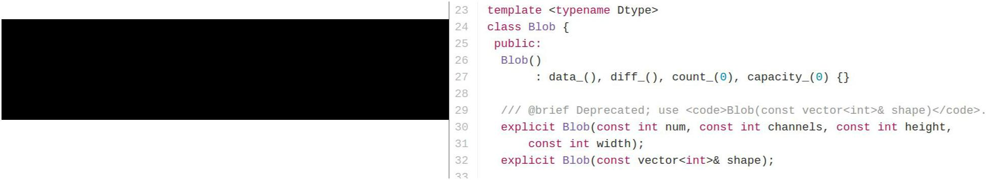 23 template <typename Dtype>
24 class Blob {
25  public:
26   Blob()
27        : data_(), diff_(), count_(0), capacity_(0) {}
28
29   /// @brief Deprecated; use <code>Blob(const vector<int>& shape)</code>.
30   explicit Blob(const int num, const int channels, const int height,
31       const int width);
32   explicit Blob(const vector<int>& shape);
33